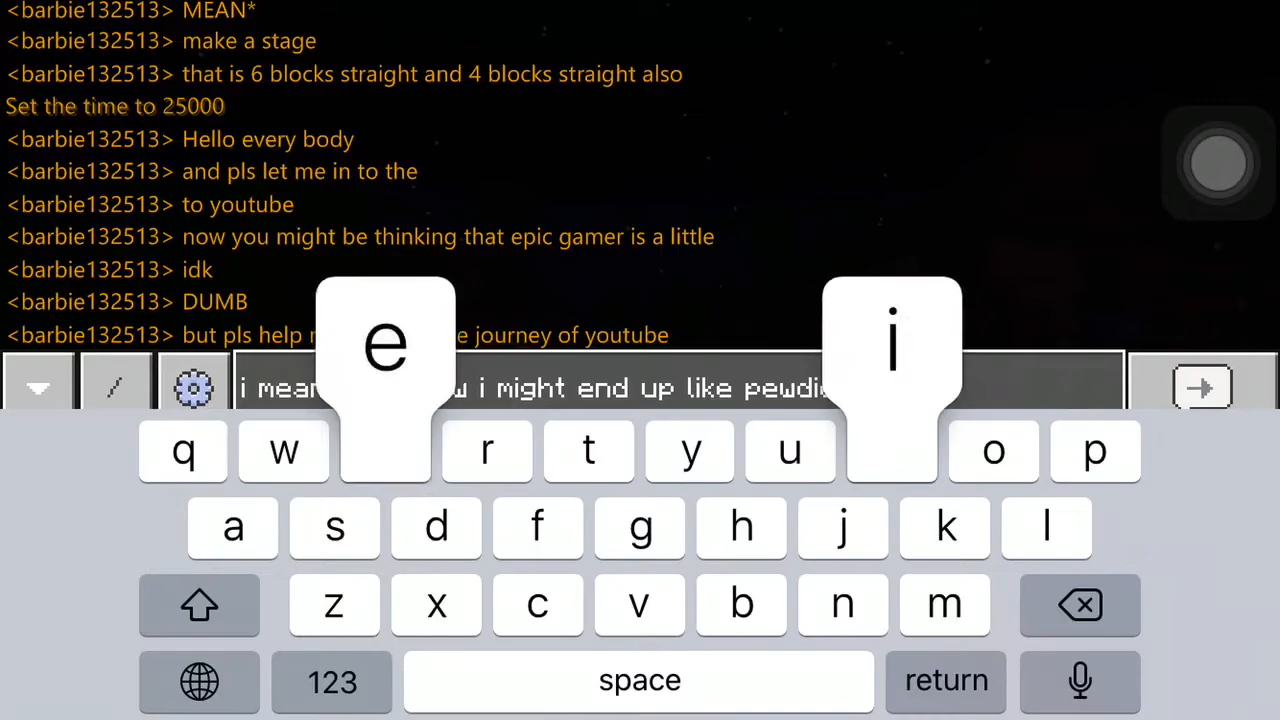 <barbie132513> MEAN*
<barbie132513> make a stage
<barbie132513> that is 6 blocks straight and 4 blocks straight also
Set the time to 25000
<barbie132513> Hello every body
<barbie132513> and pls let me in to the
<barbie132513> to youtube
<barbie132513> now you might be thinking that epic gamer is a little
<barbie132513> idk
<barbie132513> DUMB
<barbie132513> but pls help journey of youtube
e i
/ i mean i might end up like pewdi
q w r t y u o p
a s d f g h j k l
z x c v b n m
123 space return